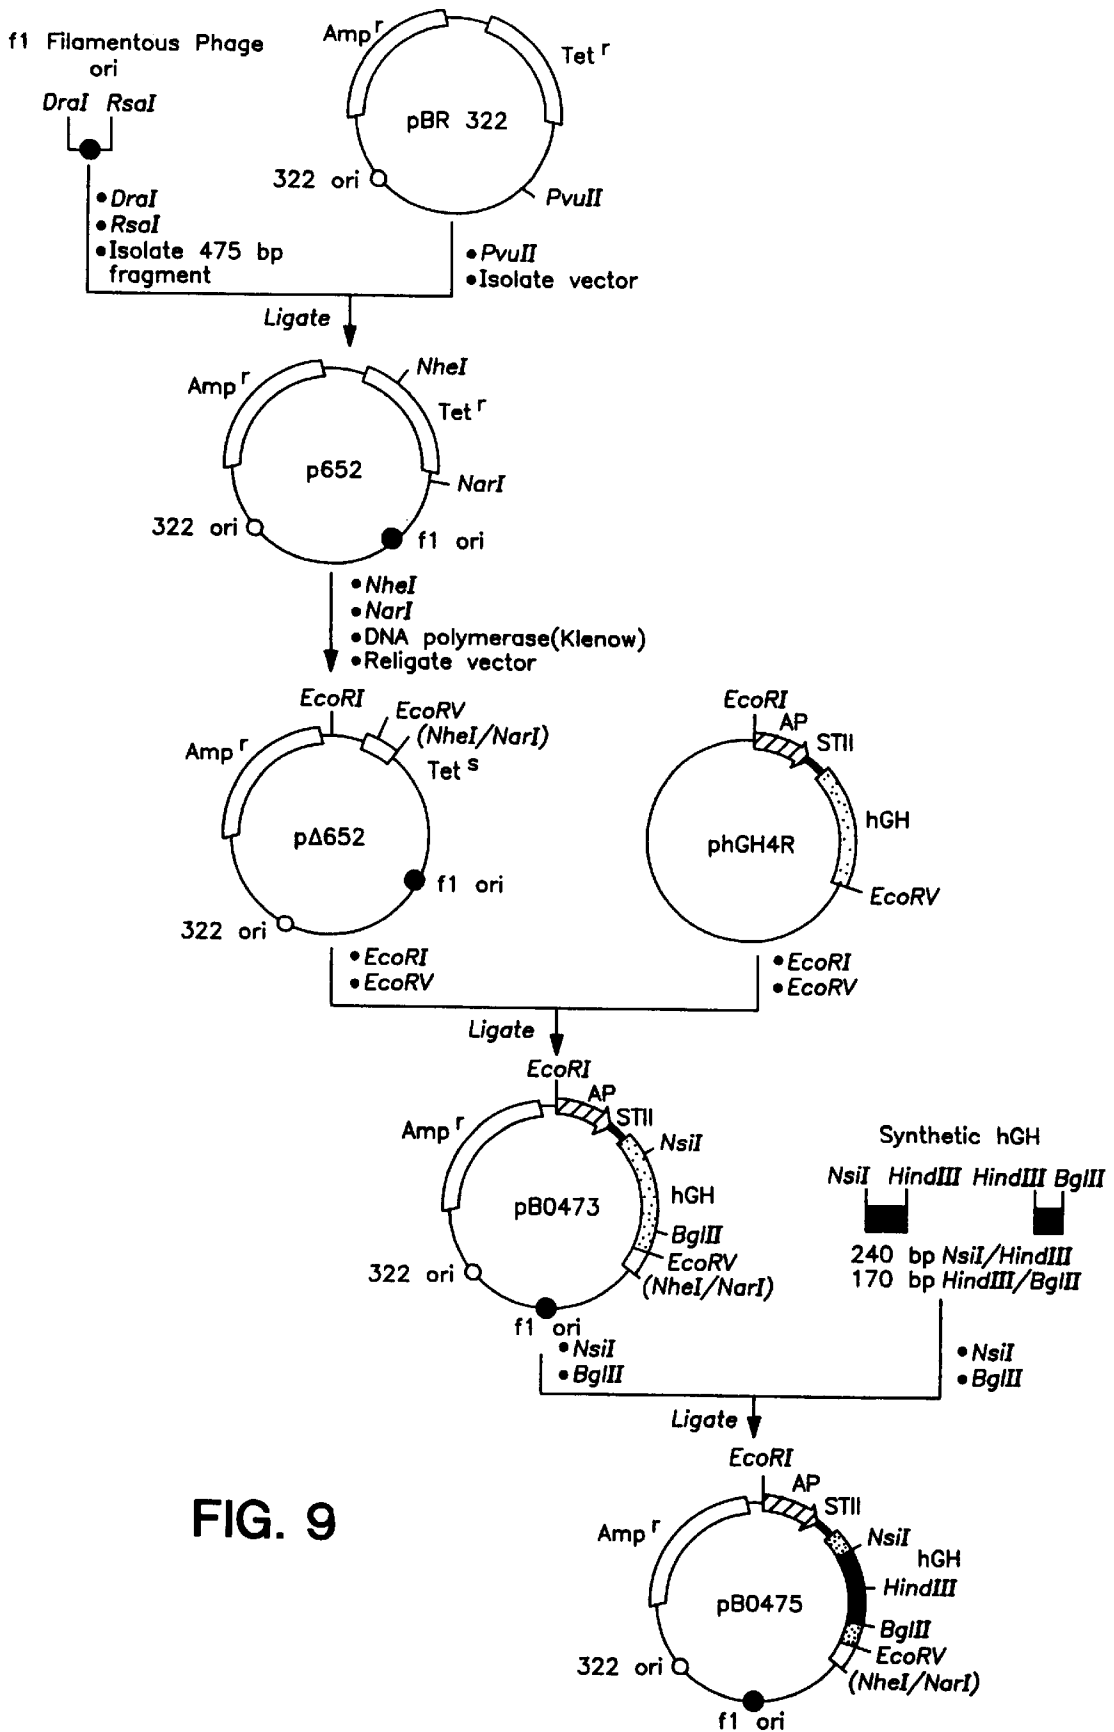 f1 Filamentous Phage
ori
DraI RsaI
Amp r
Tet r
pBR 322
322 ori
PvuII
•DraI
•RsaI
•Isolate 475 bp
fragment
•PvuII
•Isolate vector
Ligate
Amp r
NheI
Tet r
p652
NarI
322 ori
f1 ori
•NheI
•NarI
•DNA polymerase(Klenow)
•Religate vector
EcoRI
EcoRV
(NheI/NarI)
Amp r
Tet s
pΔ652
f1 ori
322 ori
EcoRI
AP
STII
hGH
phGH4R
EcoRV
•EcoRI
•EcoRV
•EcoRI
•EcoRV
Ligate
EcoRI
AP
STII
Amp r
NsiI
hGH
pB0473
BglII
EcoRV
(NheI/NarI)
322 ori
f1 ori
Synthetic hGH
NsiI HindIII HindIII BglII
240 bp NsiI/HindIII
170 bp HindIII/BglII
•NsiI
•BglII
•NsiI
•BglII
Ligate
EcoRI
AP
STII
Amp r
NsiI
hGH
HindIII
pB0475
BglII
EcoRV
(NheI/NarI)
322 ori
f1 ori
FIG. 9